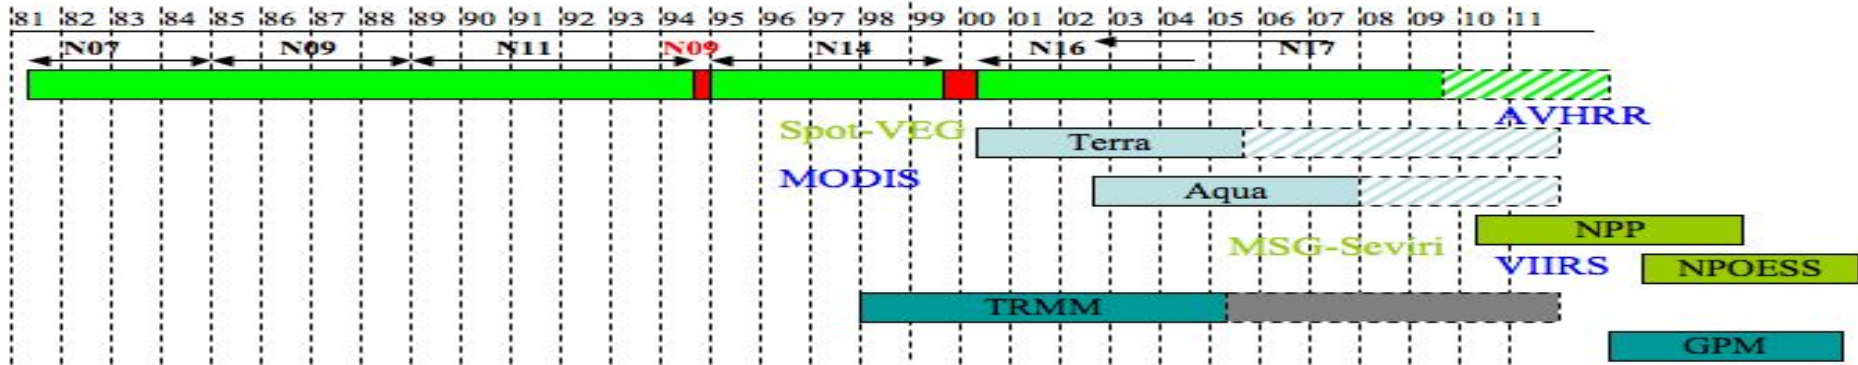 81 82 83 84 85 86 87 88 89 90 91 92 93 94 95 96 97 98 99 00 01 02 03 04 05 06 07 08 09 10 11
N07 N09 N11 N09 N14 N16 N17
AVHRR
Spot-VEG
Terra
MODIS
Aqua
NPP
MSG-Seviri
VIIRS
NPOESS
TRMM
GPM